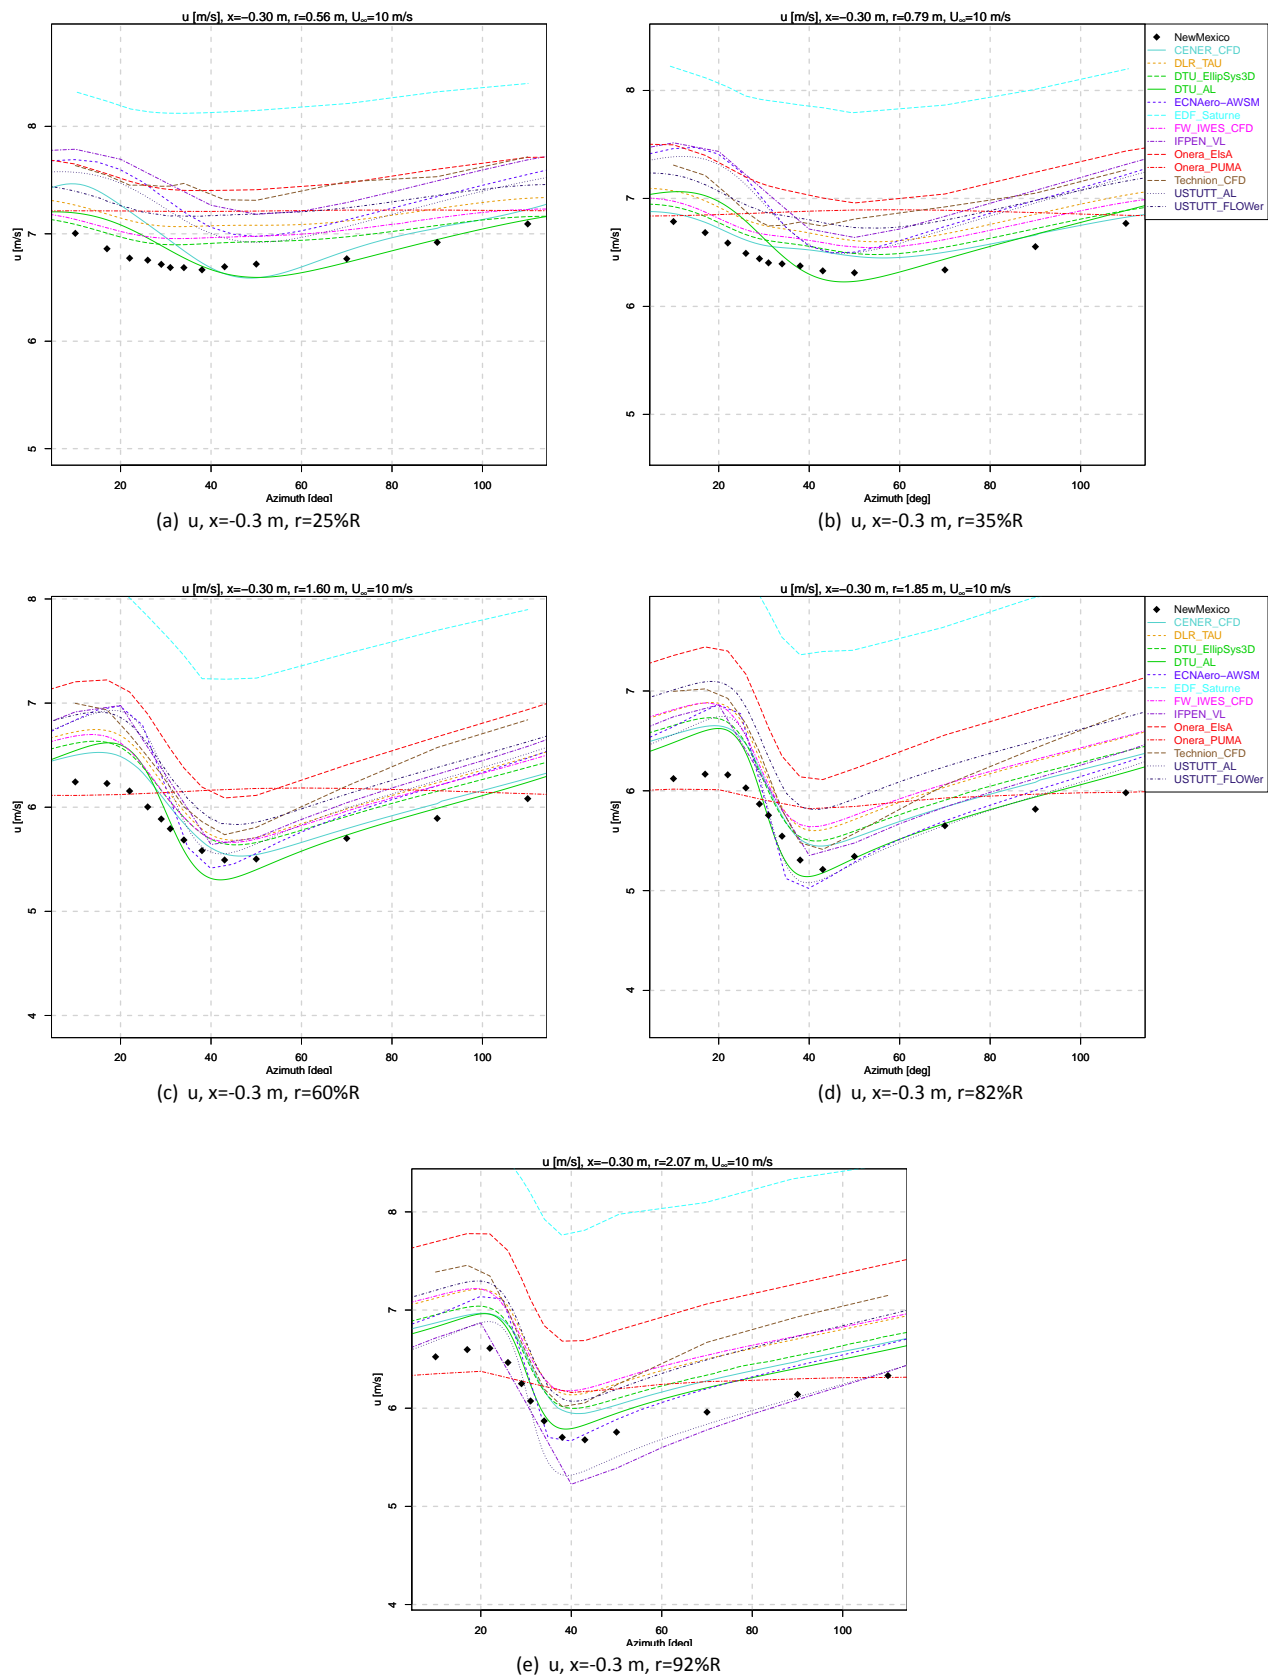 u [m/s], x=−0.30 m, r=0.56 m, U∞=10 m/s
u [m/s]
8
7
6
5
20 40 60 80 100
Azimuth [deg]
(a) u, x=-0.3 m, r=25%R
u [m/s], x=−0.30 m, r=0.79 m, U∞=10 m/s
u [m/s]
8
7
6
5
20 40 60 80 100
Azimuth [deg]
(b) u, x=-0.3 m, r=35%R
NewMexico
CENER_CFD
DLR_TAU
DTU_EllipSys3D
DTU_AL
ECNAero−AWSM
EDF_Saturne
FW_IWES_CFD
IFPEN_VL
Onera_ElsA
Onera_PUMA
Technion_CFD
USTUTT_AL
USTUTT_FLOWer
u [m/s], x=−0.30 m, r=1.60 m, U∞=10 m/s
u [m/s]
8
7
6
5
4
20 40 60 80 100
Azimuth [deg]
(c) u, x=-0.3 m, r=60%R
u [m/s], x=−0.30 m, r=1.85 m, U∞=10 m/s
u [m/s]
7
6
5
4
20 40 60 80 100
Azimuth [deg]
(d) u, x=-0.3 m, r=82%R
NewMexico
CENER_CFD
DLR_TAU
DTU_EllipSys3D
DTU_AL
ECNAero−AWSM
EDF_Saturne
FW_IWES_CFD
IFPEN_VL
Onera_ElsA
Onera_PUMA
Technion_CFD
USTUTT_AL
USTUTT_FLOWer
u [m/s], x=−0.30 m, r=2.07 m, U∞=10 m/s
u [m/s]
8
7
6
5
4
20 40 60 80 100
Azimuth [deg]
(e) u, x=-0.3 m, r=92%R